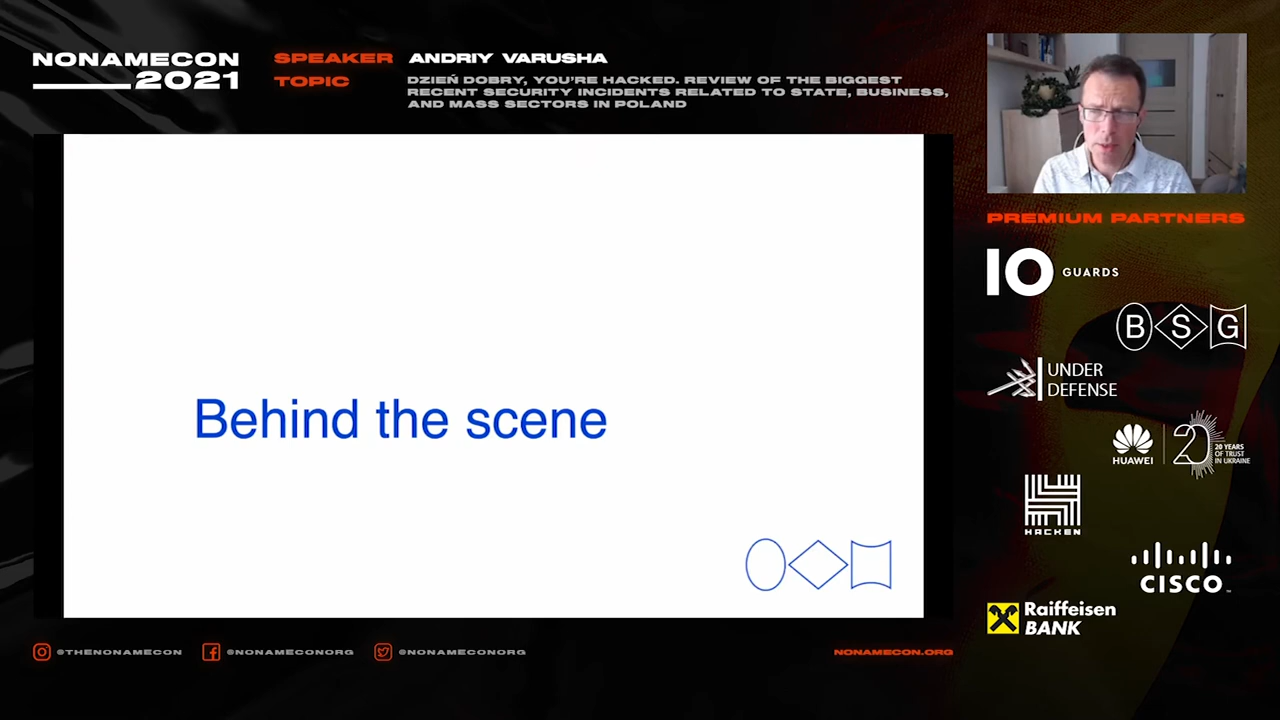 NONAMECON
2021
SPEAKER ANDRIY VARUSHA
TOPIC
DZIEŃ DOBRY, YOU'RE HACKED. REVIEW OF THE BIGGEST
RECENT SECURITY INCIDENTS RELATED TO STATE, BUSINESS,
AND MASS SECTORS IN POLAND
Behind the scene
PREMIUM PARTNERS
IO GUARDS
B S G
UNDER
DEFENSE
HUAWEI
20 YEARS
OF TRUST
IN UKRAINE
HACKEN
CISCO
Raiffeisen
BANK
@THENONAMECON
@NONAMECONORG
@NONAMECONORG
NONAMECON.ORG